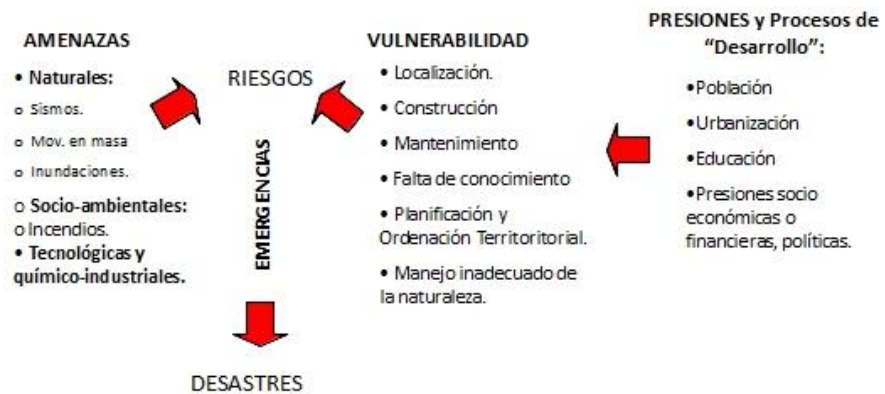 AMENAZAS
• Naturales:
o Sismos.
o Mov. en masa
o Inundaciones.
o Socio-ambientales:
o Incendios.
• Tecnológicas y
químico-industriales.
RIESGOS
EMERGENCIAS
DESASTRES
VULNERABILIDAD
• Localización.
• Construcción
• Mantenimiento
• Falta de conocimiento
• Planificación y
Ordenación Territoritorial.
• Manejo inadecuado de
la naturaleza.
PRESIONES y Procesos de
“Desarrollo”:
•Población
•Urbanización
•Educación
•Presiones socio
económicas o
financieras, políticas.